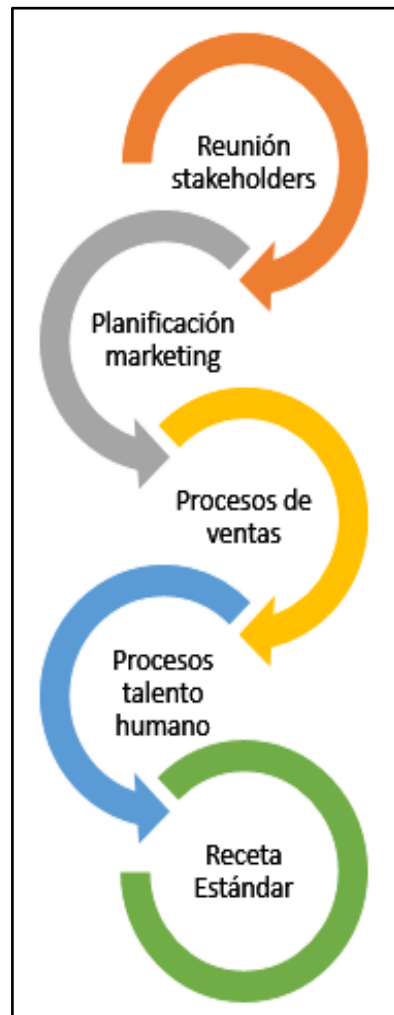 Reunión
stakeholders
Planificación
marketing
Procesos de
ventas
Procesos
talento
humano
Receta
Estándar